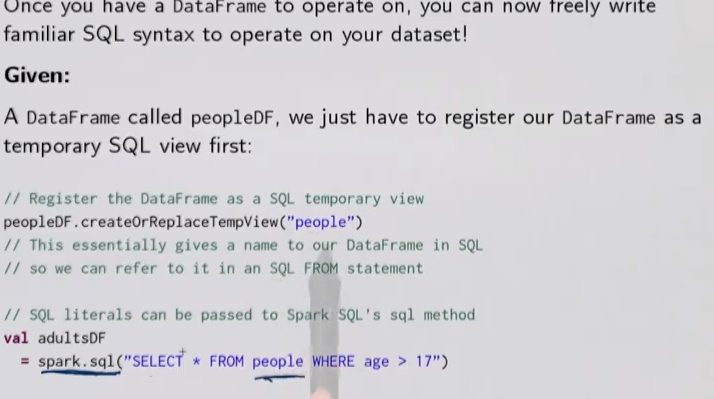 Once you have a DataFrame to operate on, you can now freely write
familiar SQL syntax to operate on your dataset!
Given:
A DataFrame called peopleDF, we just have to register our DataFrame as a
temporary SQL view first:
// Register the DataFrame as a SQL temporary view
peopleDF.createOrReplaceTempView("people")
// This essentially gives a name to our DataFrame in SQL
// so we can refer to it in an SQL FROM statement
// SQL literals can be passed to Spark SQL's sql method
val adultsDF
= spark.sql("SELECT * FROM people WHERE age > 17")